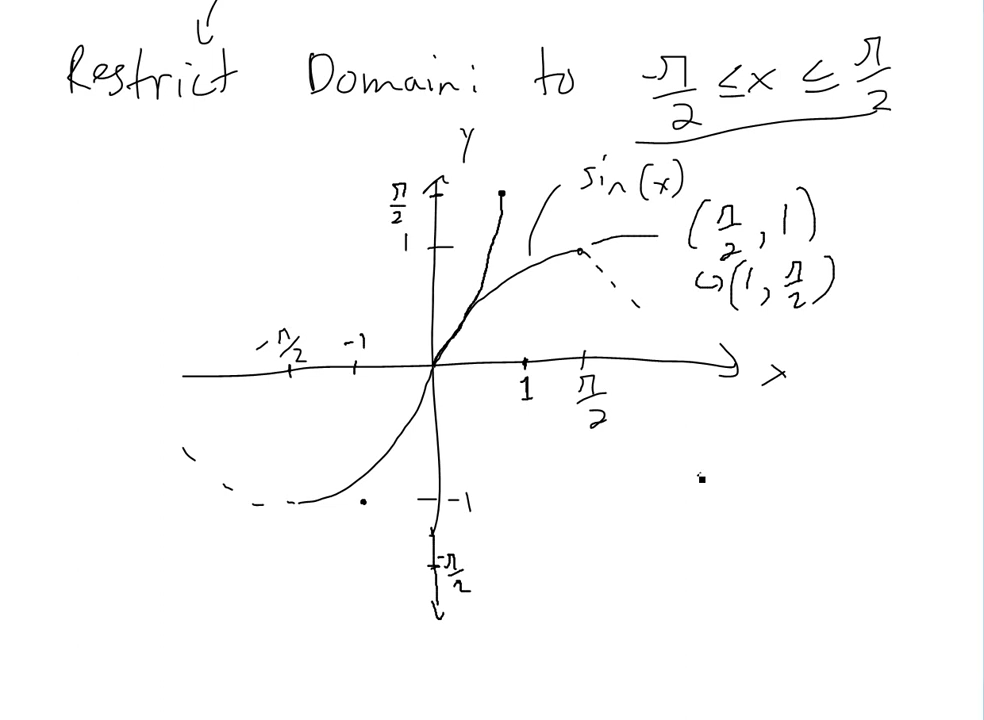 Restrict Domain: to -π/2 ≤ x ≤ π/2
y
sin(x)
π/2
1
(π/2, 1)
↪(1, π/2)
-π/2
-1
1
π/2
x
-1
-π/2